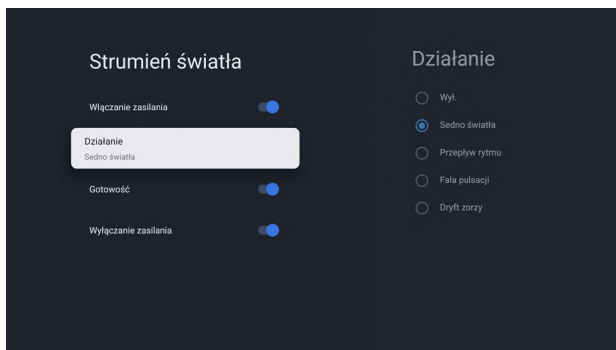 Strumień światła
Włączanie zasilania
Działanie
Sedno światła
Gotowość
Wyłączanie zasilania
Działanie
Wył.
Sedno światła
Przepływ rytmu
Fala pulsacji
Dryft zorzy